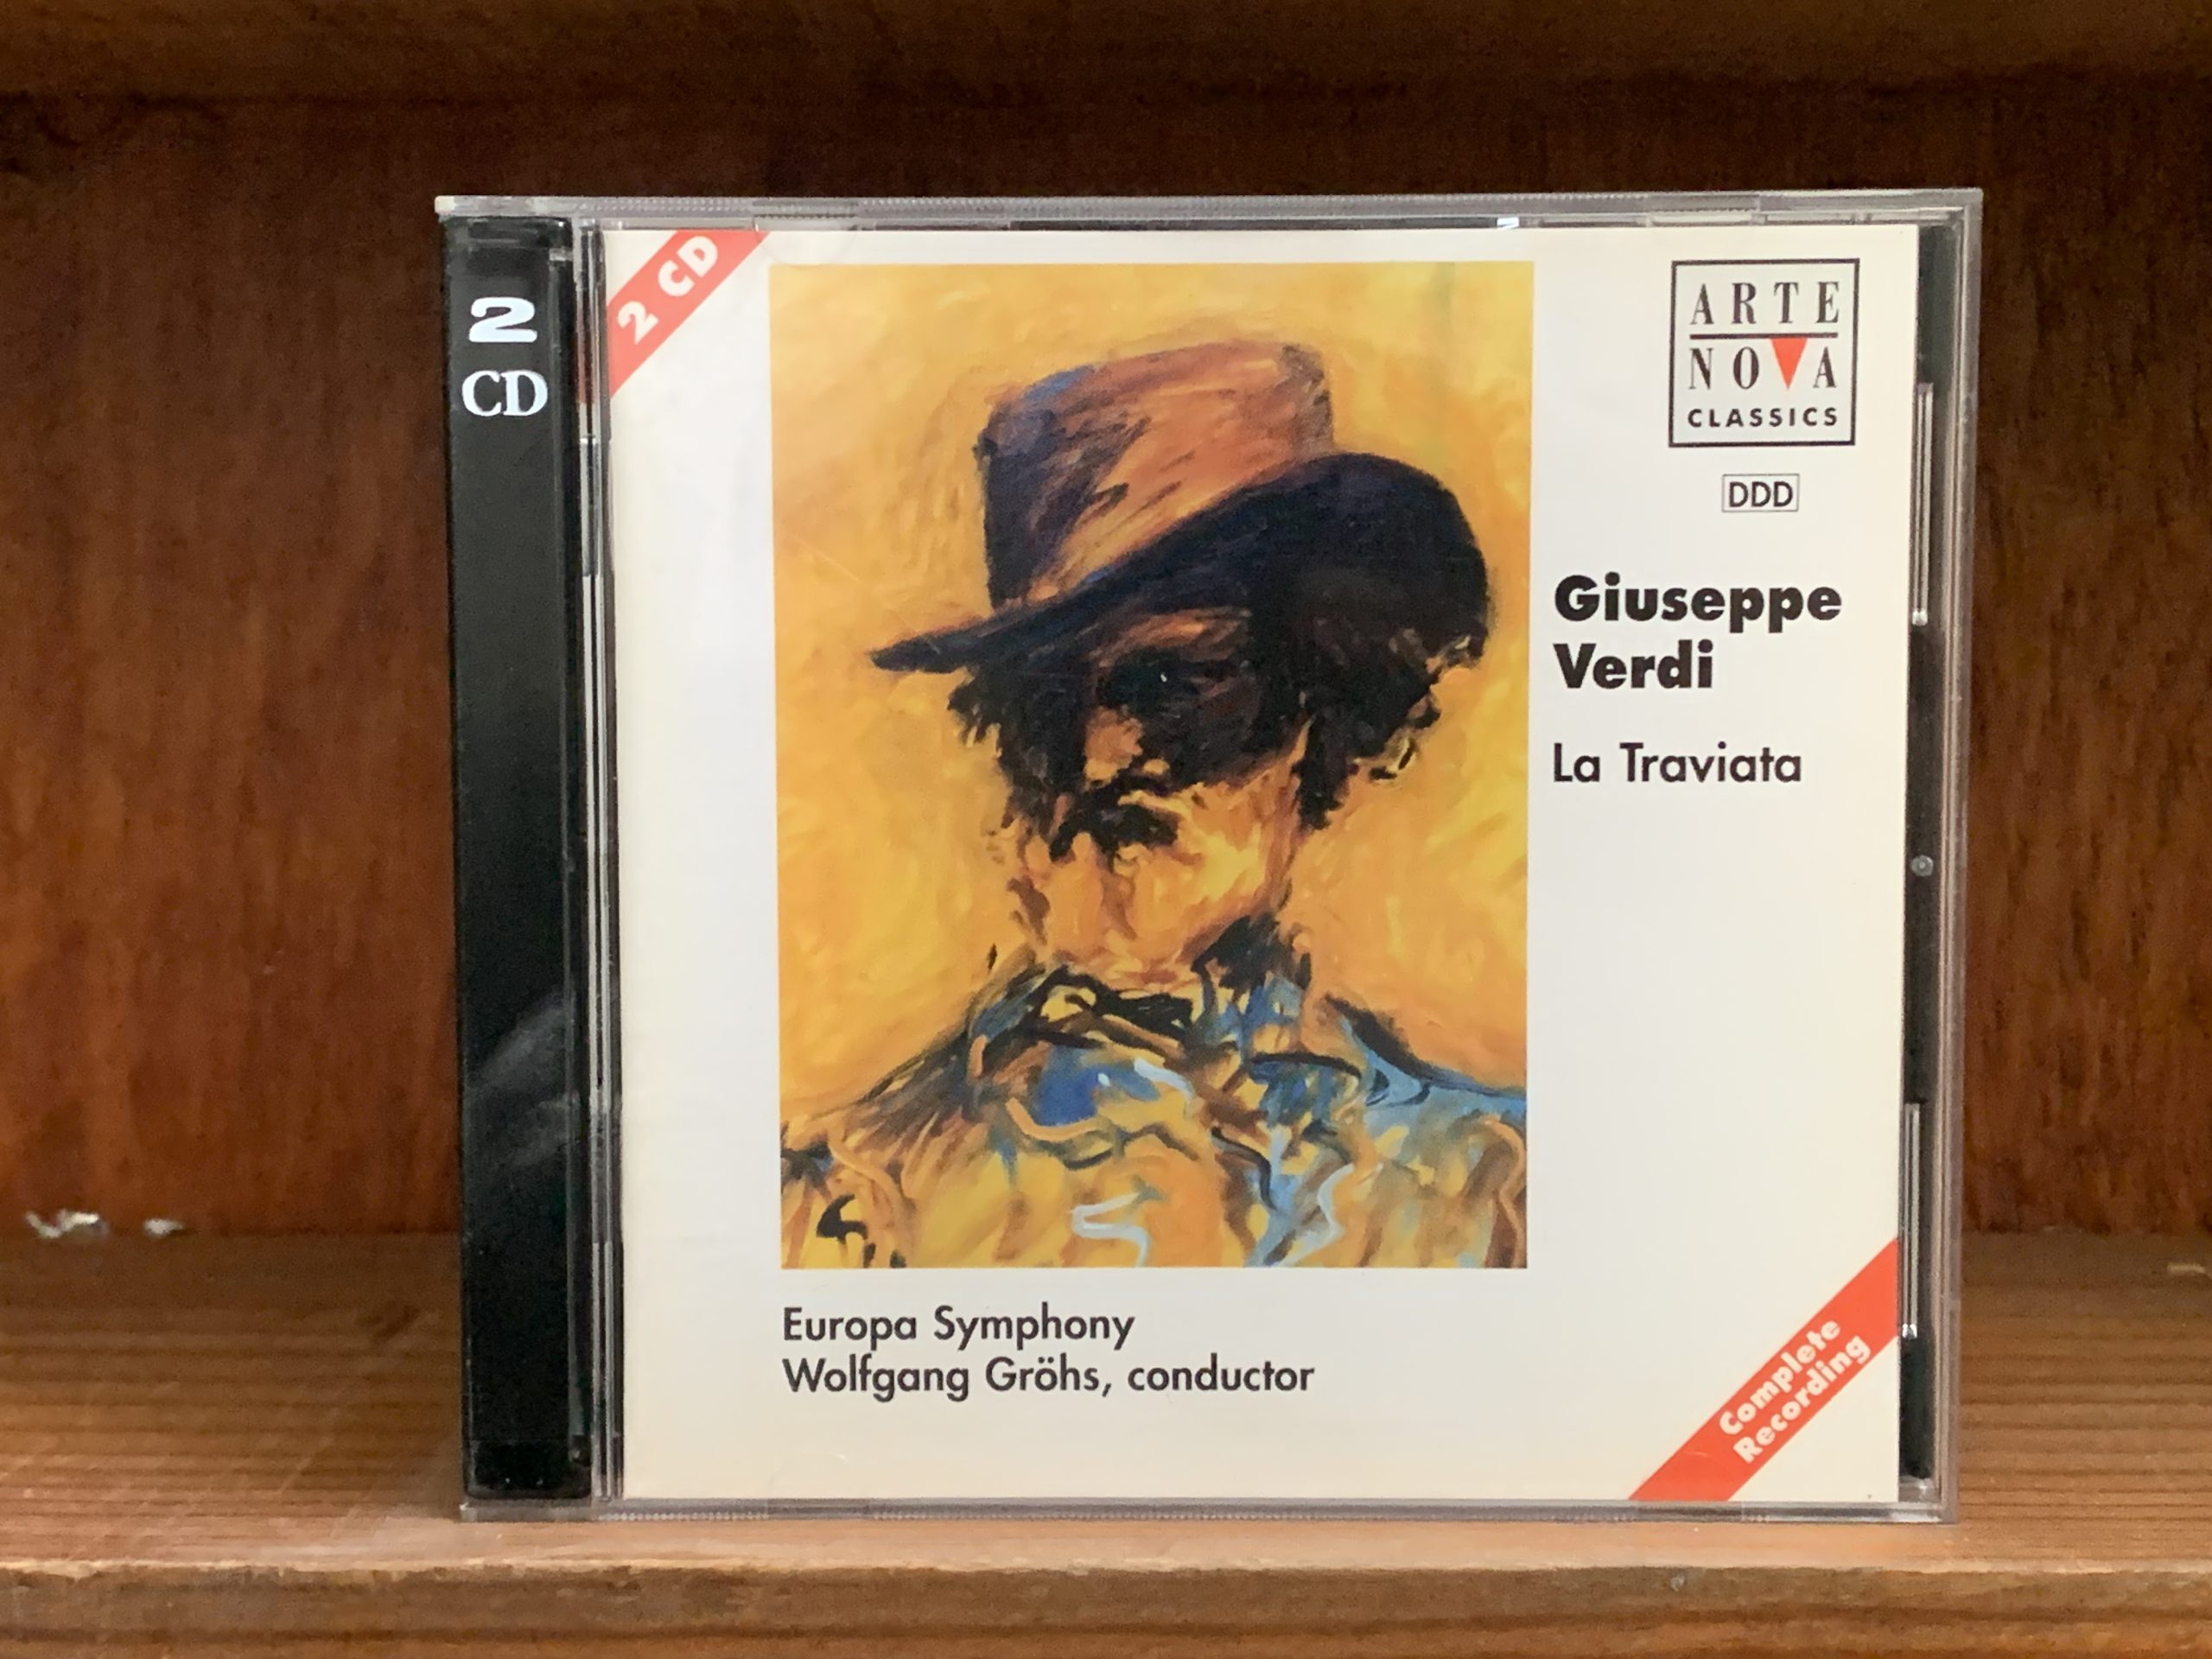 2
CD
2 CD
ARTE
NOVA
CLASSICS
DDD
Giuseppe
Verdi
La Traviata
Europa Symphony
Wolfgang Gröhs, conductor
Complete
Recording